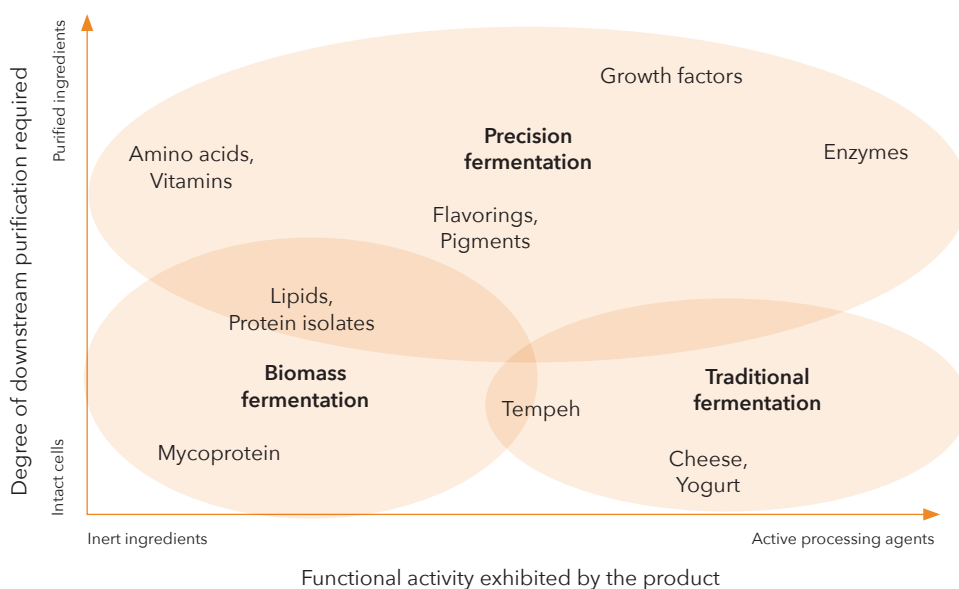 Degree of downstream purification required
Purified ingredients
Intact cells
Growth factors
Precision
fermentation
Enzymes
Amino acids,
Vitamins
Flavorings,
Pigments
Lipids,
Protein isolates
Biomass
fermentation
Traditional
fermentation
Tempeh
Mycoprotein
Cheese,
Yogurt
Inert ingredients
Active processing agents
Functional activity exhibited by the product